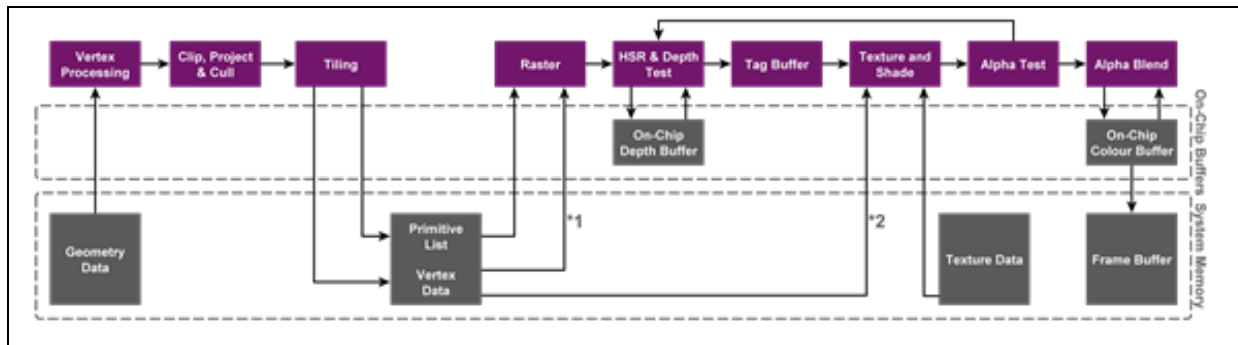 Vertex
Processing
Clip, Project
& Cull
Tiling
Raster
HSR & Depth
Test
Tag Buffer
Texture and
Shade
Alpha Test
Alpha Blend
On-Chip
Depth Buffer
On-Chip
Colour Buffer
On-Chip Buffers
Geometry
Data
Primitive
List
Vertex
Data
*1
*2
Texture Data
Frame Buffer
System Memory